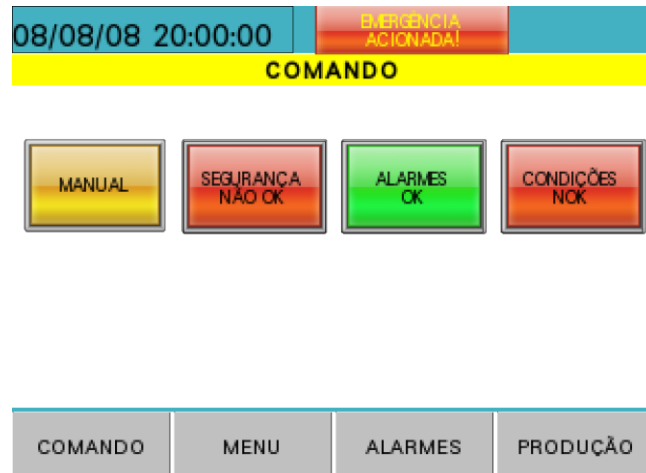 08/08/08 20:00:00
EMERGÊNCIA
ACIONADA!
COMANDO
MANUAL
SEGURANÇA
NÃO OK
ALARMES
OK
CONDIÇÕES
NOK
COMANDO
MENU
ALARMES
PRODUÇÃO